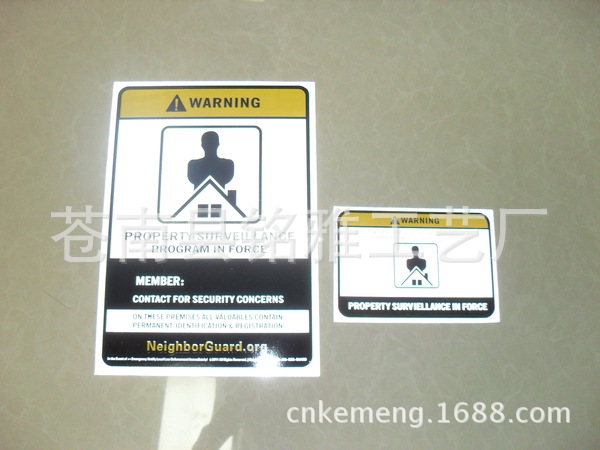 WARNING
PROPERTY SURVEILLANCE
PROGRAM IN FORCE
MEMBER:
CONTACT FOR SECURITY CONCERNS
ON THESE PREMISES ALL VALUABLES CONTAIN
PERMANENT IDENTIFICATION & REGISTRATION
NeighborGuard.org
WARNING
PROPERTY SURVIELLANCE IN FORCE
苍南县铭雅工艺厂
cnkemeng.1688.com